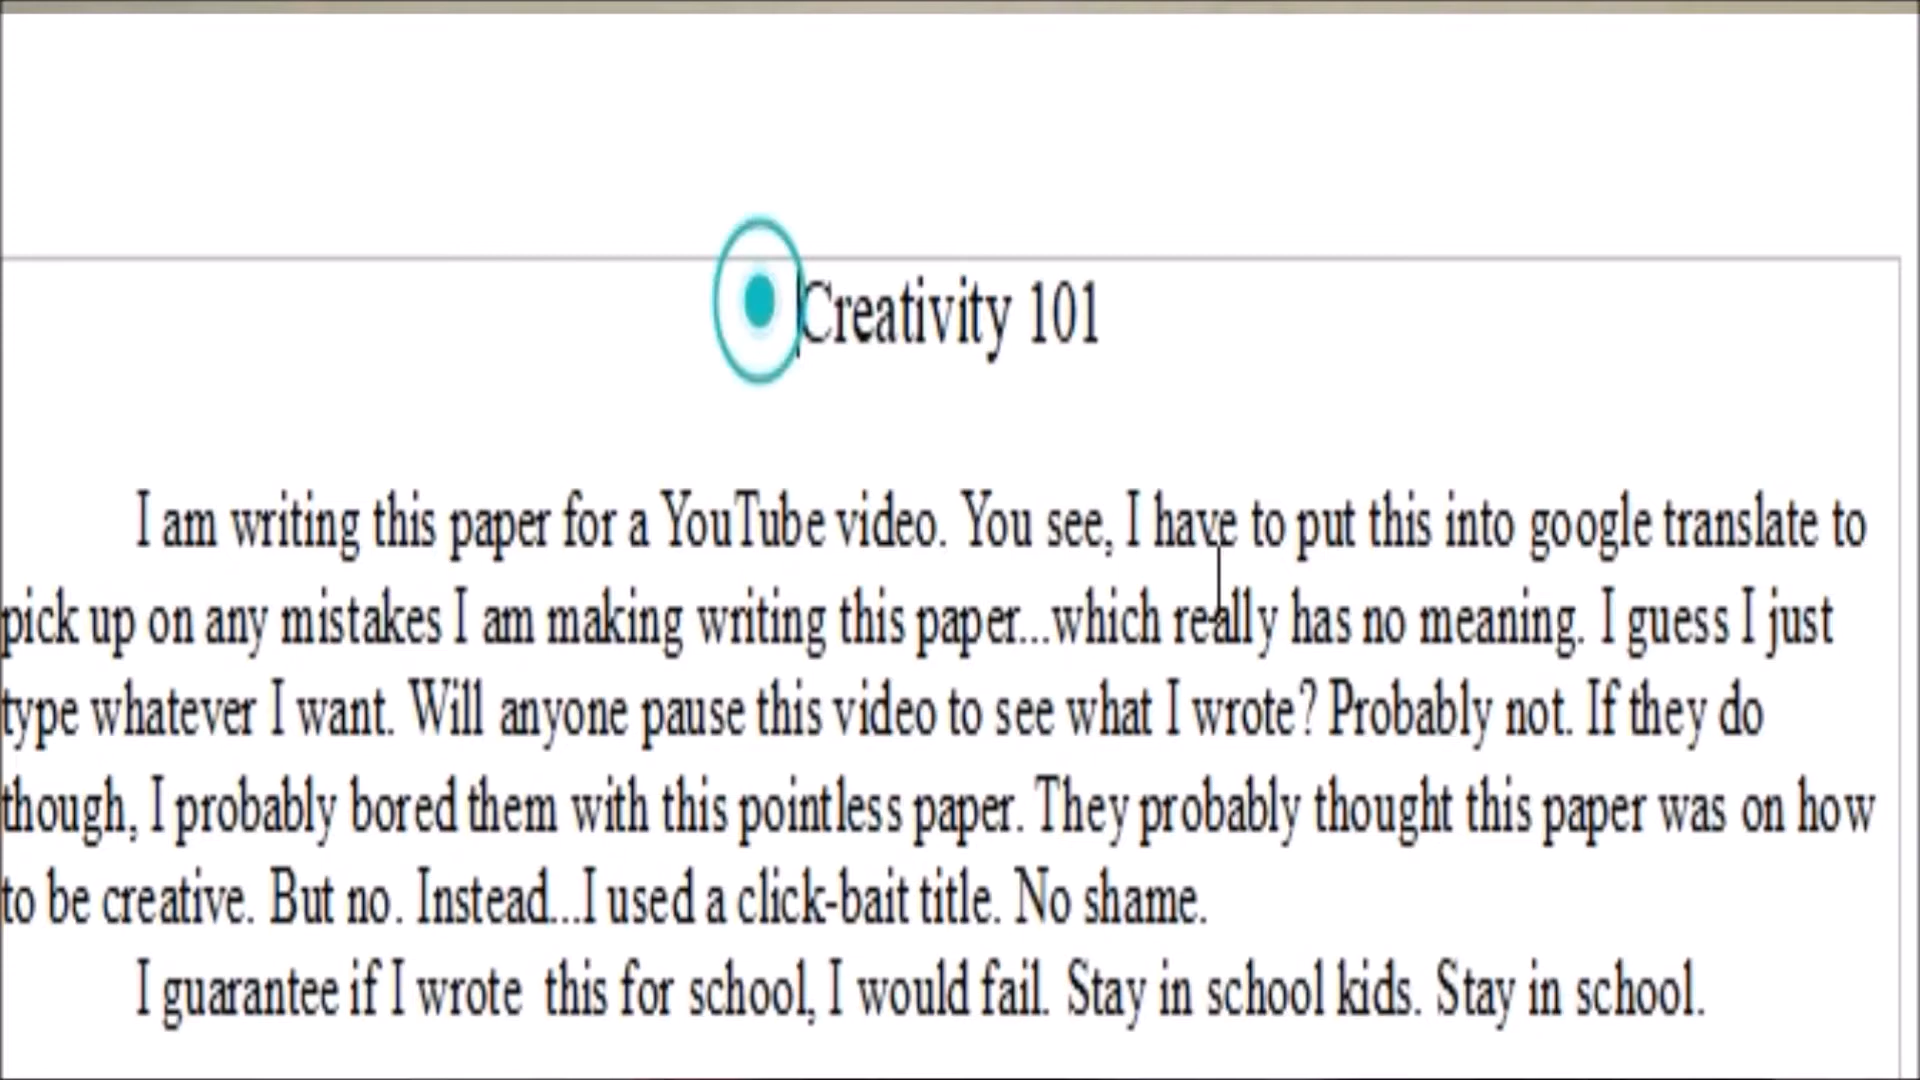 Creativity 101
I am writing this paper for a YouTube video. You see, I have to put this into google translate to
pick up on any mistakes I am making writing this paper...which really has no meaning. I guess I just
type whatever I want. Will anyone pause this video to see what I wrote? Probably not. If they do
though, I probably bored them with this pointless paper. They probably thought this paper was on how
to be creative. But no. Instead...I used a click-bait title. No shame.
I guarantee if I wrote this for school, I would fail. Stay in school kids. Stay in school.